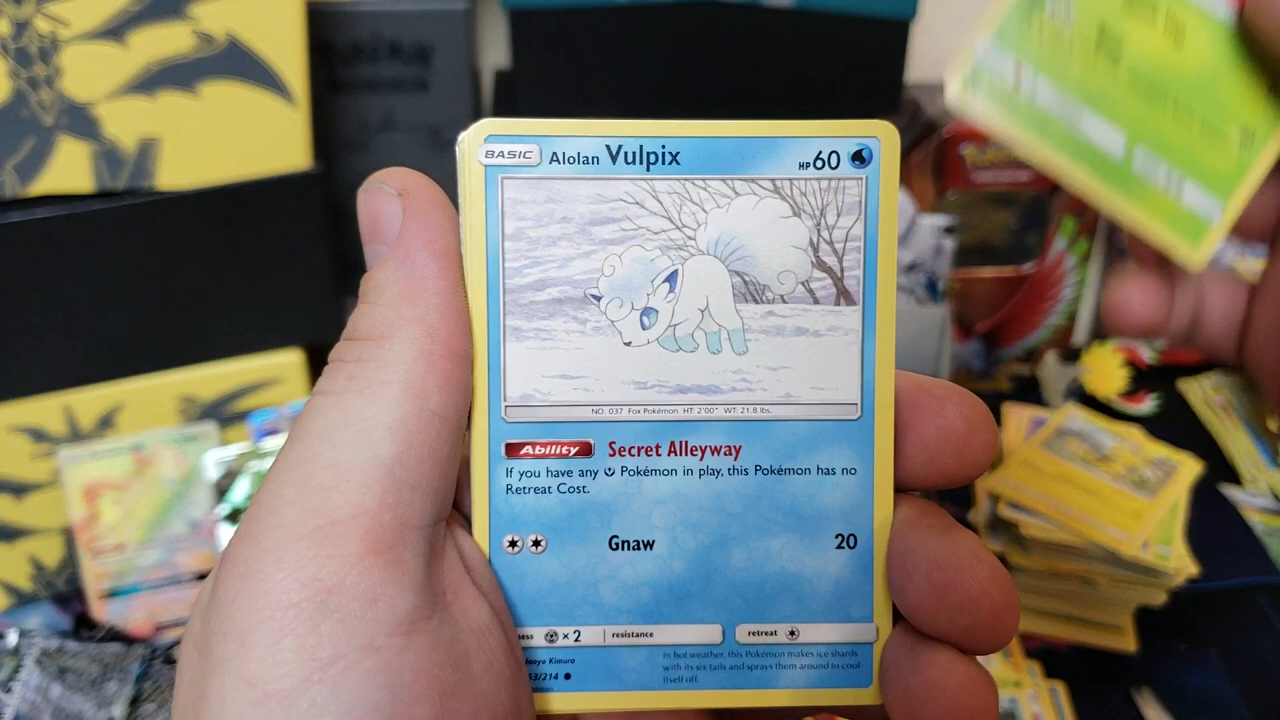 BASIC Alolan Vulpix HP 60
NO. 037 Fox Pokémon HT: 2'00" WT: 21.8 lbs.
Ability Secret Alleyway
If you have any Pokémon in play, this Pokémon has no
Retreat Cost.
Gnaw 20
×2 resistance retreat
In hot weather, this Pokémon makes ice shards
with its six tails and sprays them around to cool
itself off.
Kimura
/214